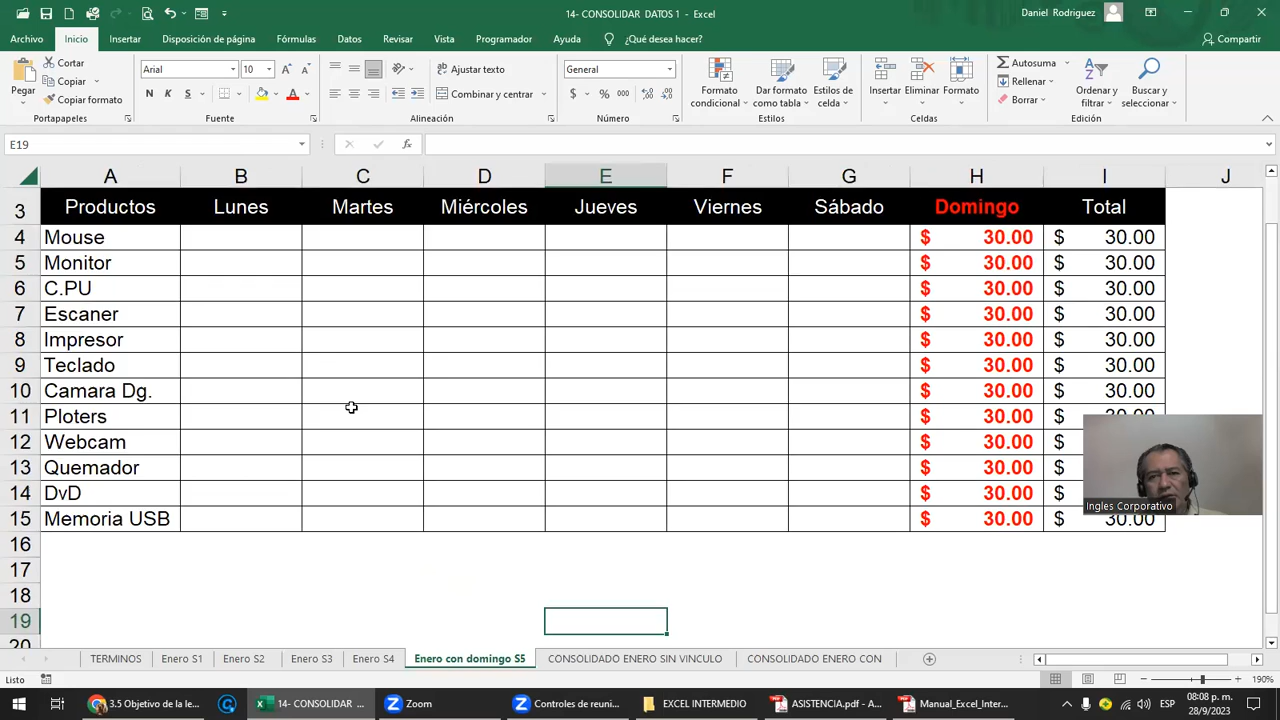 14- CONSOLIDAR DATOS 1 - Excel
Daniel Rodriguez
Archivo Inicio Insertar Disposición de página Fórmulas Datos Revisar Vista Programador Ayuda ¿Qué desea hacer? Compartir
Pegar
Cortar
Copiar
Copiar formato
Portapapeles
Arial 10
N K S
Fuente
Ajustar texto
Combinar y centrar
Alineación
General
$ % 000
Número
Formato condicional
Dar formato como tabla
Estilos de celda
Estilos
Insertar Eliminar Formato
Celdas
Autosuma
Rellenar
Borrar
Ordenar y filtrar
Buscar y seleccionar
Edición
E19 fx
A B C D E F G H I J
3 Productos Lunes Martes Miércoles Jueves Viernes Sábado Domingo Total
4 Mouse $ 30.00 $ 30.00
5 Monitor $ 30.00 $ 30.00
6 C.PU $ 30.00 $ 30.00
7 Escaner $ 30.00 $ 30.00
8 Impresor $ 30.00 $ 30.00
9 Teclado $ 30.00 $ 30.00
10 Camara Dg. $ 30.00 $ 30.00
11 Ploters $ 30.00 $ 30.00
12 Webcam $ 30.00 $
13 Quemador $ 30.00 $
14 DvD $ 30.00 $
15 Memoria USB $ 30.00 $ 30.00
16
17
18
19
20
Ingles Corporativo
TERMINOS Enero S1 Enero S2 Enero S3 Enero S4 Enero con domingo S5 CONSOLIDADO ENERO SIN VINCULO CONSOLIDADO ENERO CON
Listo 190%
3.5 Objetivo de la le... 14- CONSOLIDAR ... Zoom Controles de reuni... EXCEL INTERMEDIO ASISTENCIA.pdf - A... Manual_Excel_Inter... ESP 08:08 p. m.
28/9/2023